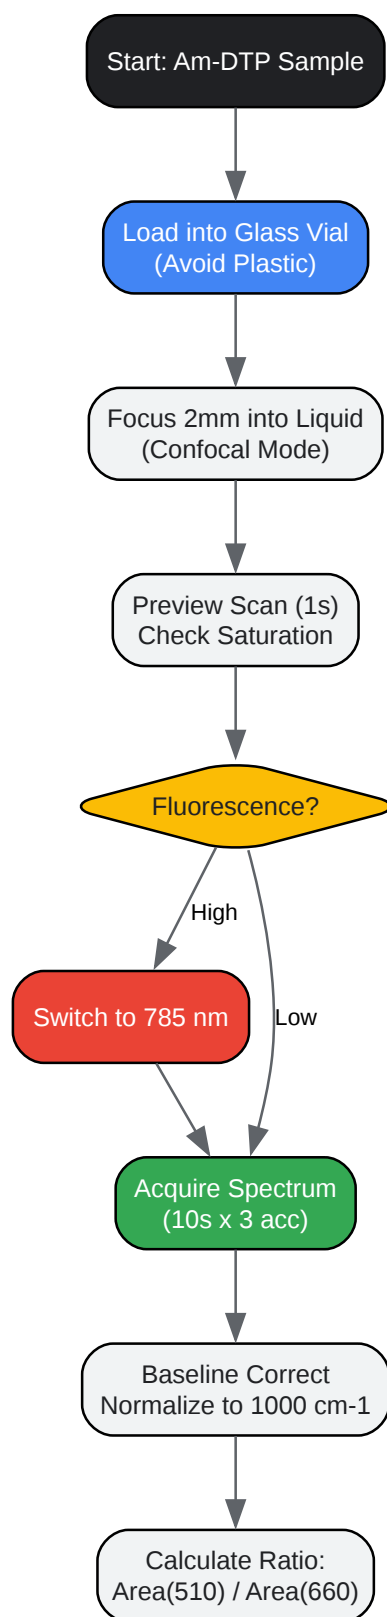 Start: Am-DTP Sample
Load into Glass Vial
(Avoid Plastic)
Focus 2mm into Liquid
(Confocal Mode)
Preview Scan (1s)
Check Saturation
Fluorescence?
High
Switch to 785 nm
Low
Acquire Spectrum
(10s x 3 acc)
Baseline Correct
Normalize to 1000 cm-1
Calculate Ratio:
Area(510) / Area(660)